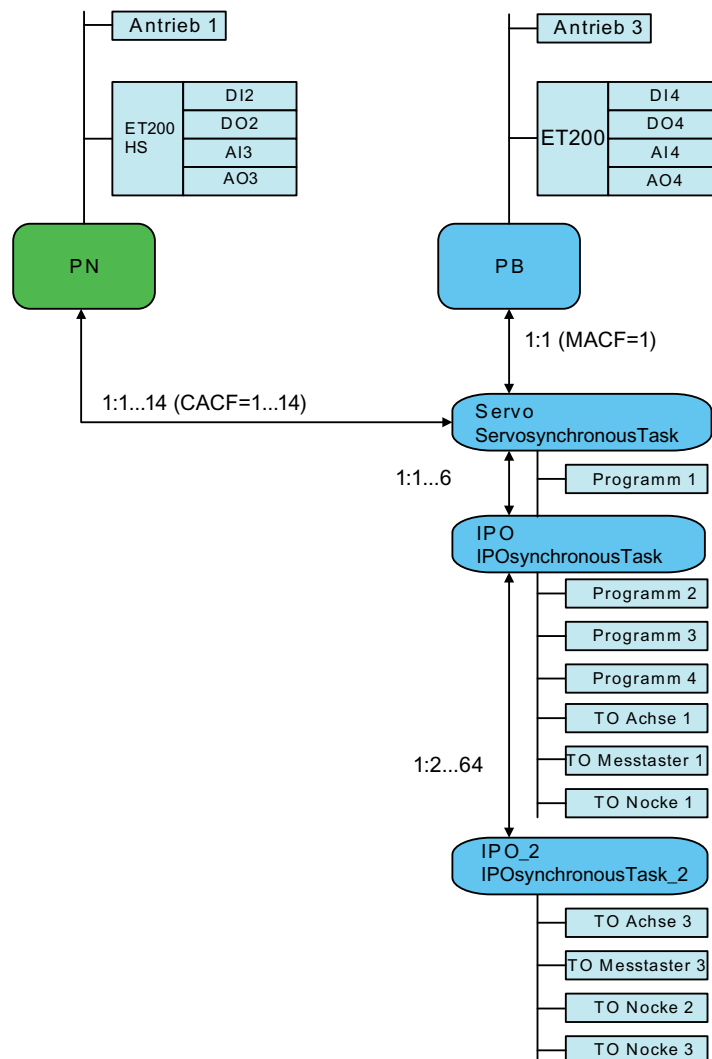 Antrieb 1
ET200
HS
DI2
DO2
AI3
AO3
Antrieb 3
ET200
DI4
DO4
AI4
AO4
PN
PB
1:1 (MACF=1)
1:1...14 (CACF=1...14)
Servo
ServosynchronousTask
1:1...6
Programm 1
IPO
IPOsynchronousTask
Programm 2
Programm 3
Programm 4
TO Achse 1
TO Messtaster 1
TO Nocke 1
1:2...64
IPO_2
IPOsynchronousTask_2
TO Achse 3
TO Messtaster 3
TO Nocke 2
TO Nocke 3